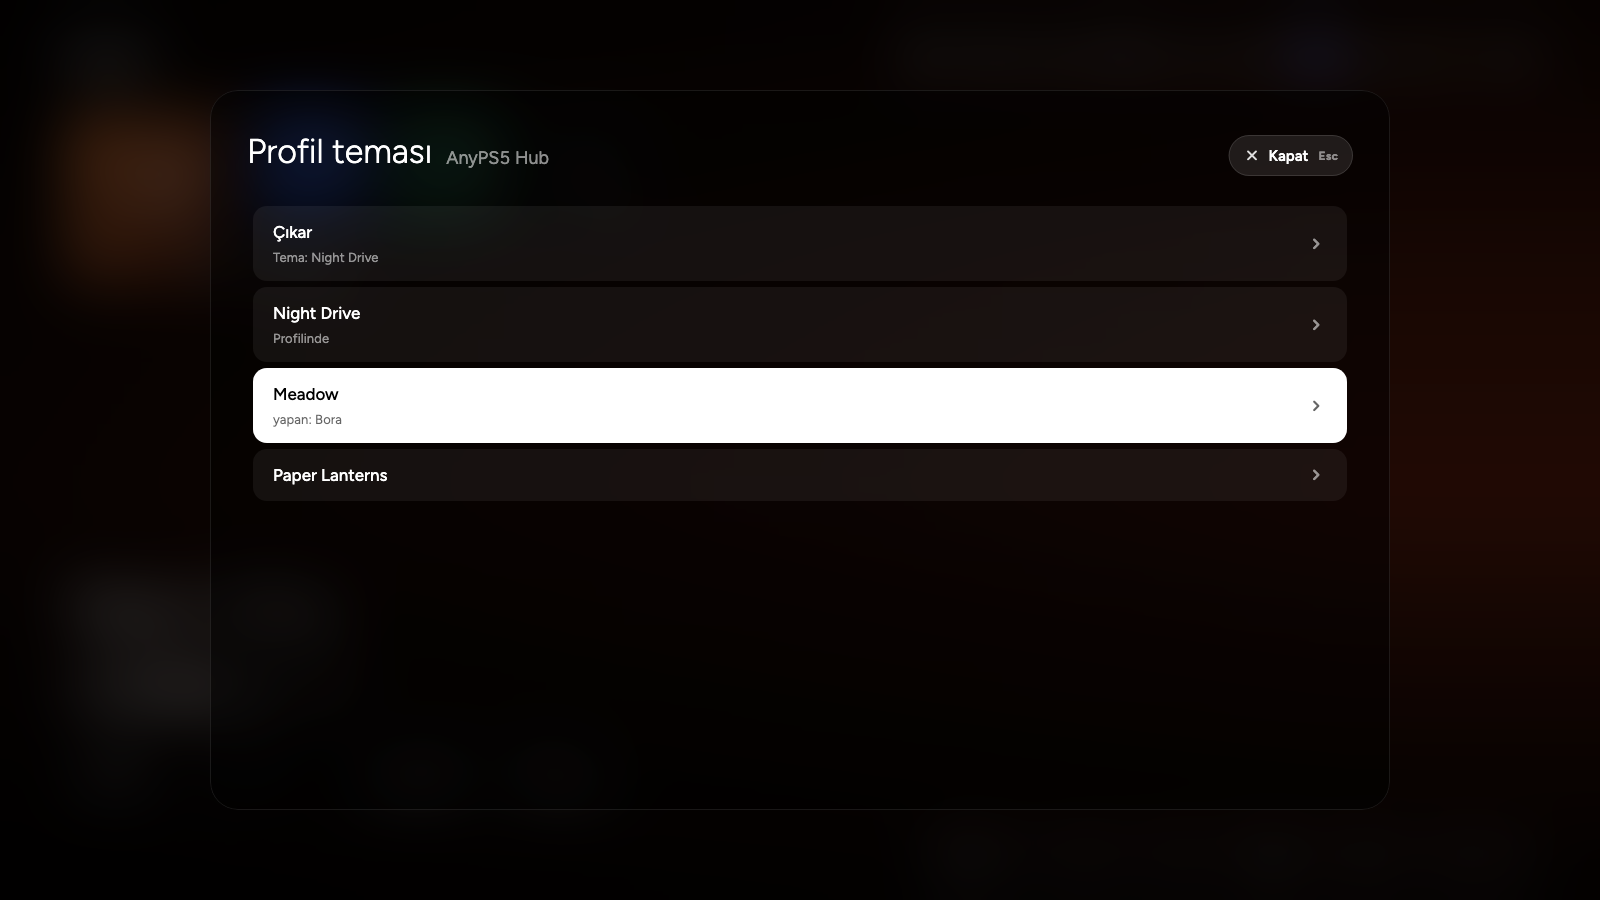 Profil teması AnyPS5 Hub
Kapat Esc
Çıkar
Tema: Night Drive
Night Drive
Profilinde
Meadow
yapan: Bora
Paper Lanterns